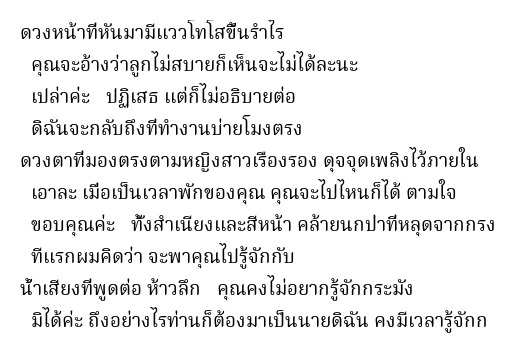 ดวงหน้าที่หันมามีแววโทโสขึ้นรำไร
คุณจะอ้างว่าลูกไม่สบายก็เห็นจะไม่ได้ละนะ
เปล่าค่ะ ปฏิเสธ แต่ก็ไม่อธิบายต่อ
ดิฉันจะกลับถึงที่ทำงานบ่ายโมงตรง
ดวงตาที่มองตรงตามหญิงสาวเรืองรอง ดุจจุดเพลิงไว้ภายใน
เอาละ เมื่อเป็นเวลาพักของคุณ คุณจะไปไหนก็ได้ ตามใจ
ขอบคุณค่ะ ทั้งสำเนียงและสีหน้า คล้ายนกป่าที่หลุดจากกรง
ทีแรกผมคิดว่า จะพาคุณไปรู้จักกับ
น้ำเสียงที่พูดต่อ ห้าวลึก คุณคงไม่อยากรู้จักกระมัง
มิได้ค่ะ ถึงอย่างไรท่านก็ต้องมาเป็นนายดิฉัน คงมีเวลารู้จักก